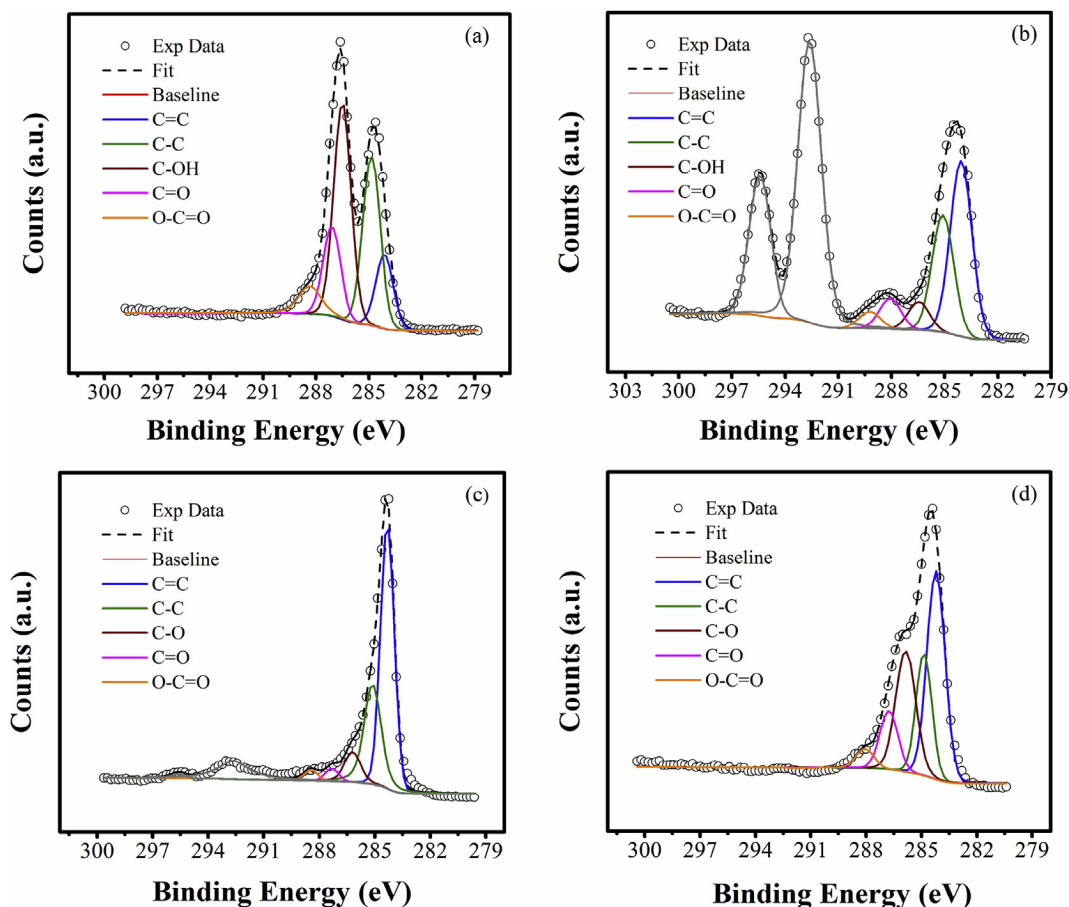 (a)
Exp Data
Fit
Baseline
C=C
C-C
C-OH
C=O
O-C=O
Counts (a.u.)
300 297 294 291 288 285 282 279
Binding Energy (eV)
(b)
Exp Data
Fit
Baseline
C=C
C-C
C-OH
C=O
O-C=O
Counts (a.u.)
303 300 297 294 291 288 285 282 279
Binding Energy (eV)
(c)
Exp Data
Fit
Baseline
C=C
C-C
C-O
C=O
O-C=O
Counts (a.u.)
300 297 294 291 288 285 282 279
Binding Energy (eV)
(d)
Exp Data
Fit
Baseline
C=C
C-C
C-O
C=O
O-C=O
Counts (a.u.)
300 297 294 291 288 285 282 279
Binding Energy (eV)